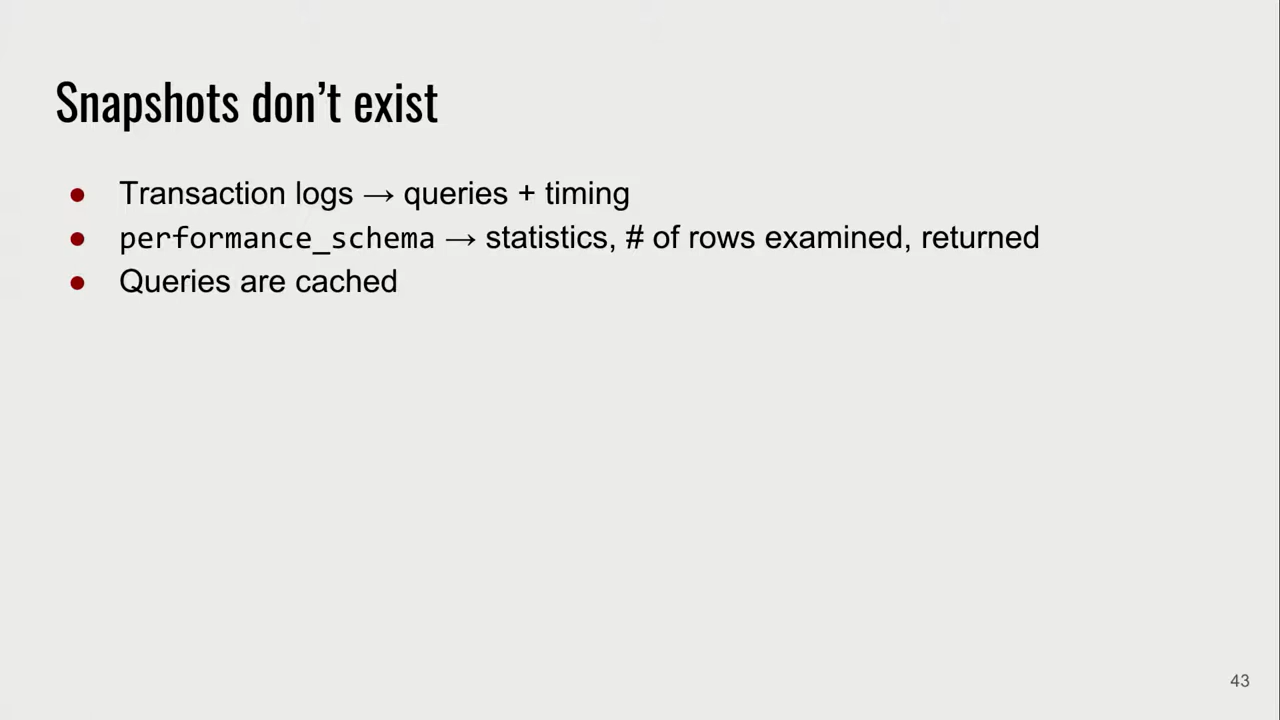 Snapshots don’t exist
● Transaction logs → queries + timing
● performance_schema → statistics, # of rows examined, returned
● Queries are cached
43